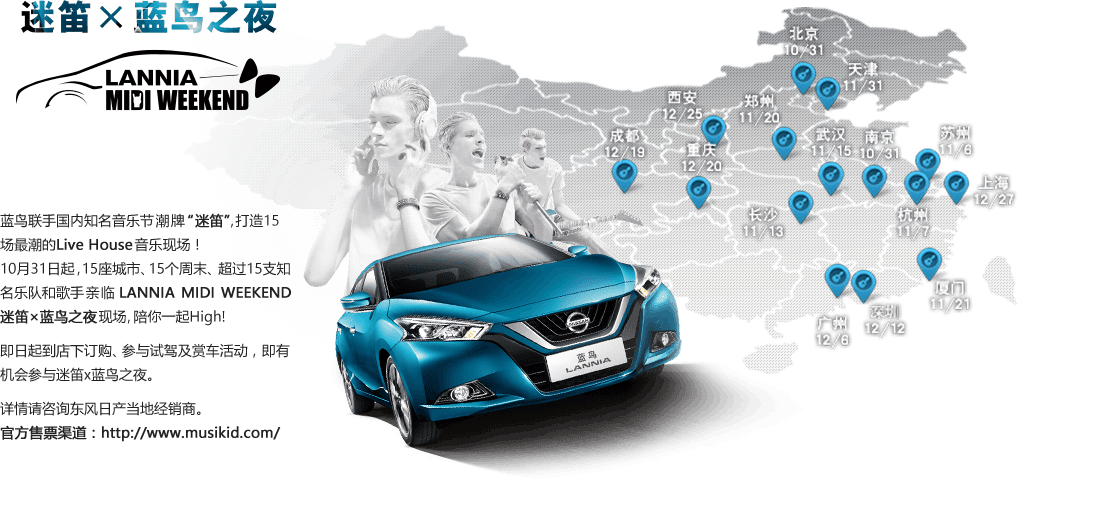 迷笛×蓝鸟之夜
LANNIA
MIDI WEEKEND
蓝鸟联手国内知名音乐节潮牌“迷笛”,打造15
场最潮的Live House音乐现场！
10月31日起,15座城市、15个周末、超过15支知
名乐队和歌手亲临 LANNIA MIDI WEEKEND
迷笛×蓝鸟之夜现场,陪你一起High!
即日起到店下订购、参与试驾及赏车活动，即有
机会参与迷笛x蓝鸟之夜。
详情请咨询东风日产当地经销商。
官方售票渠道：http://www.musikid.com/
北京
10/31
天津
11/31
西安
12/25
郑州
11/20
成都
12/19
重庆
12/20
武汉
11/15
南京
10/31
苏州
11/6
上海
12/27
长沙
11/13
杭州
11/7
厦门
11/21
广州
12/6
深圳
12/12
NISSAN
蓝鸟
LANNIA